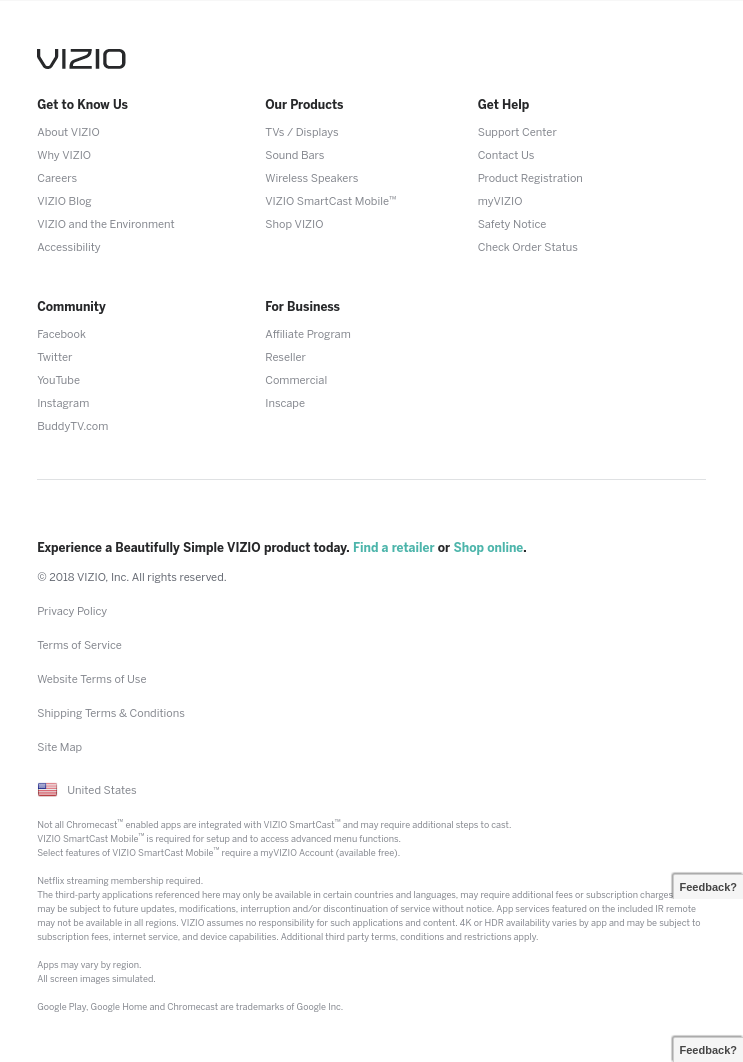 VIZIO
Get to Know Us
About VIZIO
Why VIZIO
Careers
VIZIO Blog
VIZIO and the Environment
Accessibility
Our Products
TVs / Displays
Sound Bars
Wireless Speakers
VIZIO SmartCast Mobile™
Shop VIZIO
Get Help
Support Center
Contact Us
Product Registration
myVIZIO
Safety Notice
Check Order Status
Community
Facebook
Twitter
YouTube
Instagram
BuddyTV.com
For Business
Affiliate Program
Reseller
Commercial
Inscape
Experience a Beautifully Simple VIZIO product today. Find a retailer or Shop online.
© 2018 VIZIO, Inc. All rights reserved.
Privacy Policy
Terms of Service
Website Terms of Use
Shipping Terms & Conditions
Site Map
United States
Not all Chromecast™ enabled apps are integrated with VIZIO SmartCast™ and may require additional steps to cast.
VIZIO SmartCast Mobile™ is required for setup and to access advanced menu functions.
Select features of VIZIO SmartCast Mobile™ require a myVIZIO Account (available free).
Netflix streaming membership required.
The third-party applications referenced here may only be available in certain countries and languages, may require additional fees or subscription charges
may be subject to future updates, modifications, interruption and/or discontinuation of service without notice. App services featured on the included IR remote
may not be available in all regions. VIZIO assumes no responsibility for such applications and content. 4K or HDR availability varies by app and may be subject to
subscription fees, internet service, and device capabilities. Additional third party terms, conditions and restrictions apply.
Feedback?
Apps may vary by region.
All screen images simulated.
Google Play, Google Home and Chromecast are trademarks of Google Inc.
Feedback?